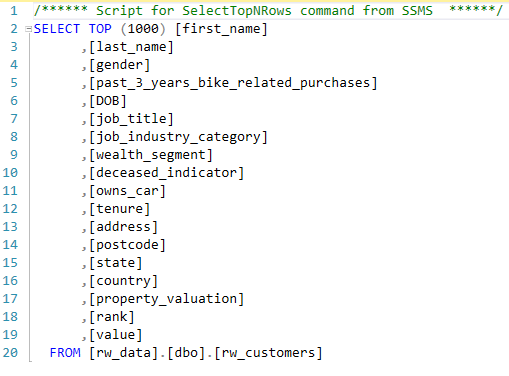 1 /****** Script for SelectTopNRows command from SSMS  ******/
2 SELECT TOP (1000) [first_name]
3       ,[last_name]
4       ,[gender]
5       ,[past_3_years_bike_related_purchases]
6       ,[DOB]
7       ,[job_title]
8       ,[job_industry_category]
9       ,[wealth_segment]
10       ,[deceased_indicator]
11       ,[owns_car]
12       ,[tenure]
13       ,[address]
14       ,[postcode]
15       ,[state]
16       ,[country]
17       ,[property_valuation]
18       ,[rank]
19       ,[value]
20   FROM [rw_data].[dbo].[rw_customers]